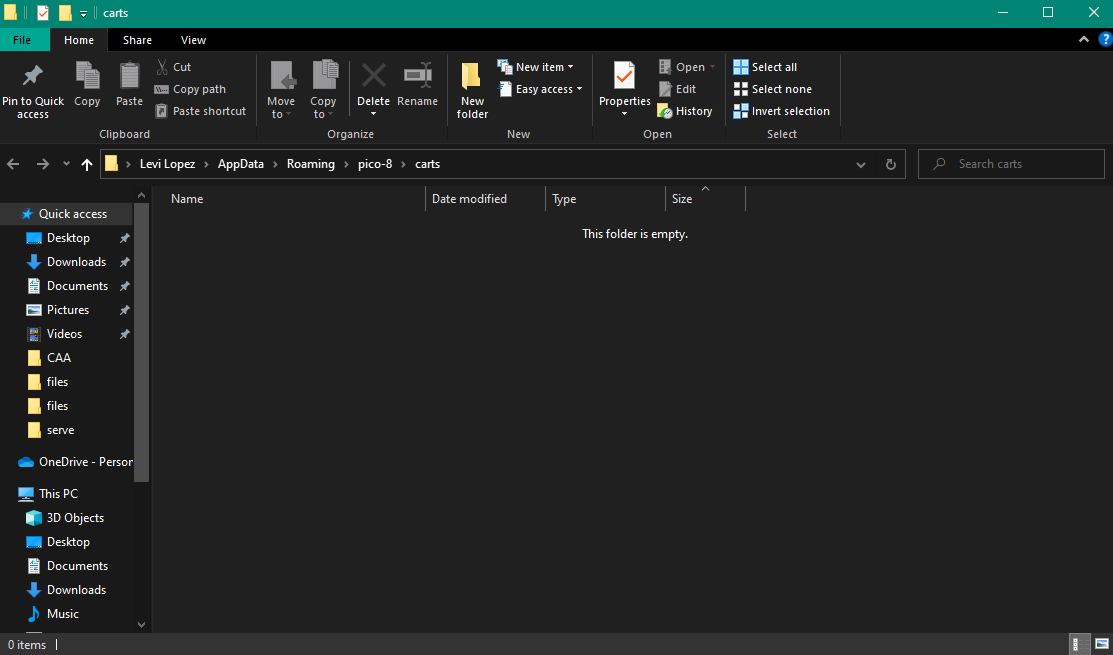 carts
File Home Share View
Pin to Quick access
Copy
Paste
Cut
Copy path
Paste shortcut
Clipboard
Move to
Copy to
Delete
Rename
Organize
New folder
New item
Easy access
New
Properties
Open
Edit
History
Open
Select all
Select none
Invert selection
Select
Levi Lopez › AppData › Roaming › pico-8 › carts
Search carts
Name Date modified Type Size
This folder is empty.
Quick access
Desktop
Downloads
Documents
Pictures
Videos
CAA
files
files
serve
OneDrive - Person
This PC
3D Objects
Desktop
Documents
Downloads
Music
0 items